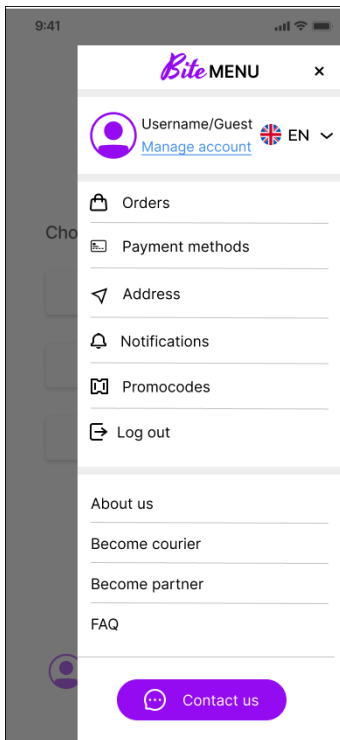 9:41
Bite MENU ×
Username/Guest
EN
Manage account
Orders
Cho
Payment methods
Address
Notifications
Promocodes
Log out
About us
Become courier
Become partner
FAQ
Contact us